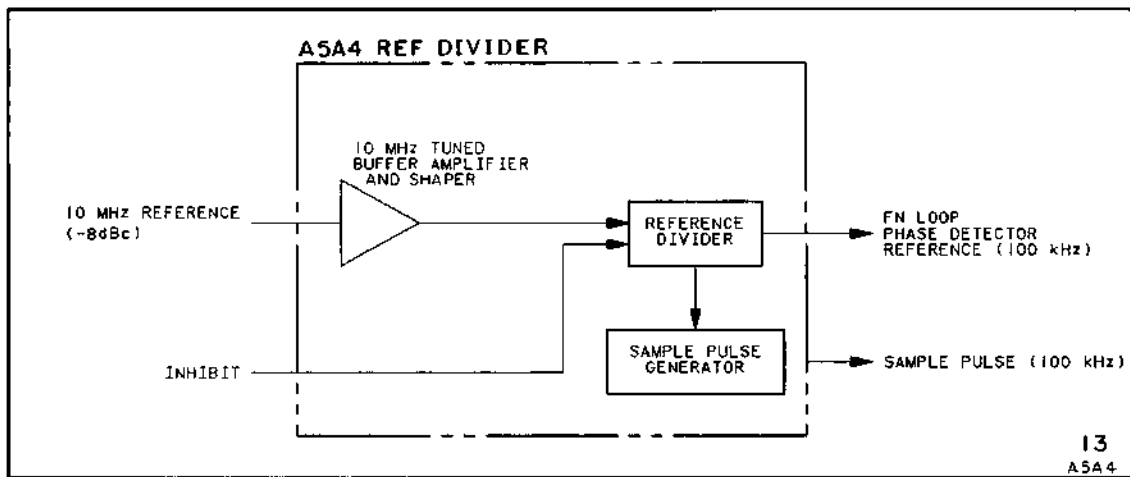 A5A4 REF DIVIDER
10 MHz TUNED
BUFFER AMPLIFIER
AND SHAPER
10 MHz REFERENCE
(-8dBc)
REFERENCE
DIVIDER
FN LOOP
PHASE DETECTOR
REFERENCE (100 kHz)
SAMPLE PULSE
GENERATOR
INHIBIT
SAMPLE PULSE (100 kHz)
13
A5A4